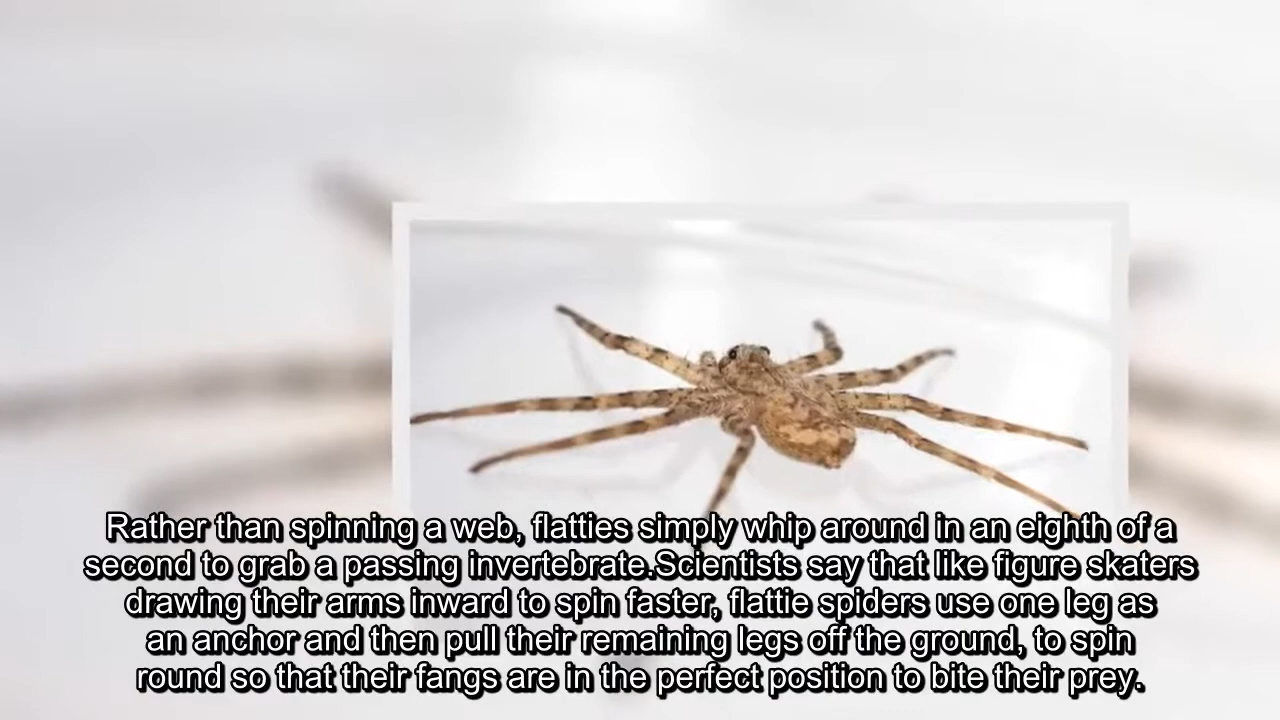 Rather than spinning a web, flatties simply whip around in an eighth of a
second to grab a passing invertebrate.Scientists say that like figure skaters
drawing their arms inward to spin faster, flattie spiders use one leg as
an anchor and then pull their remaining legs off the ground, to spin
round so that their fangs are in the perfect position to bite their prey.